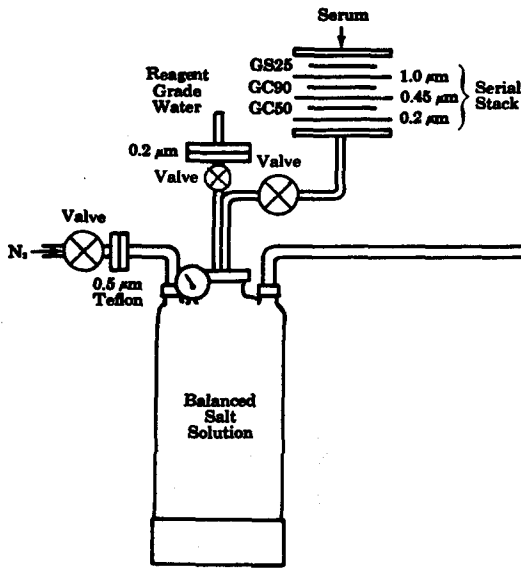 Serum
GS25
1.0 μm
GC90
0.45 μm
GC50
0.2 μm
Serial
Stack
Reagent
Grade
Water
0.2 μm
Valve
Valve
Valve
N₂
0.5 μm
Teflon
Balanced
Salt
Solution